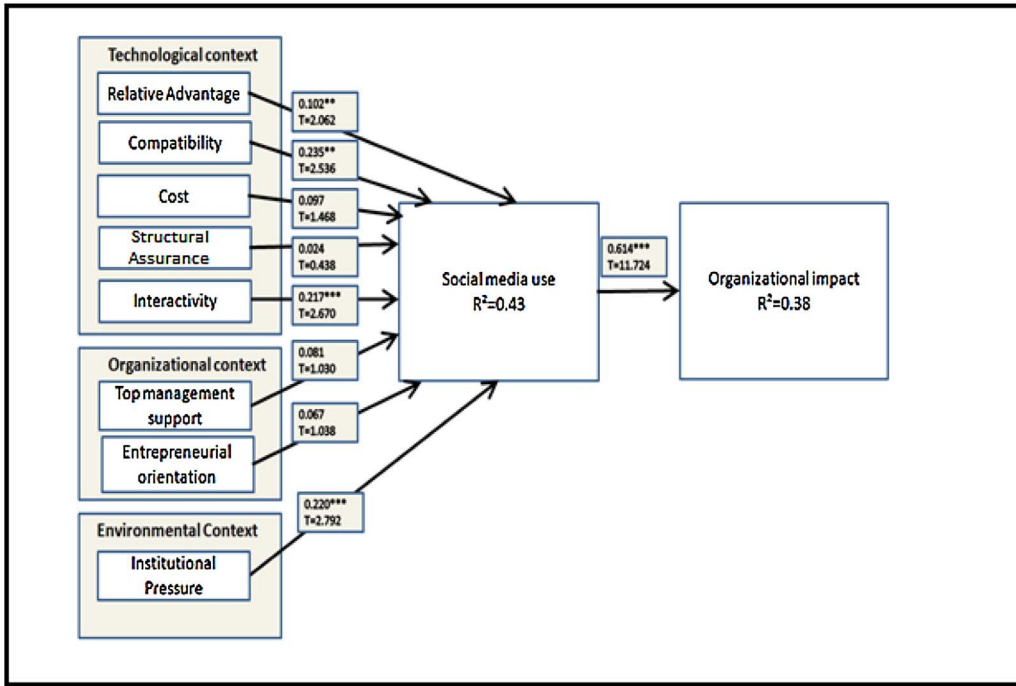 Technological context
Relative Advantage
0.102**
T=2.062
Compatibility
0.235**
T=2.536
Cost
0.097
T=1.468
Structural
Assurance
0.024
T=0.438
Interactivity
0.217***
T=2.670
Organizational context
Top management
support
0.081
T=1.030
Entrepreneurial
orientation
0.067
T=1.038
Environmental Context
Institutional
Pressure
0.220***
T=2.792
Social media use
R²=0.43
0.614***
T=11.724
Organizational impact
R²=0.38